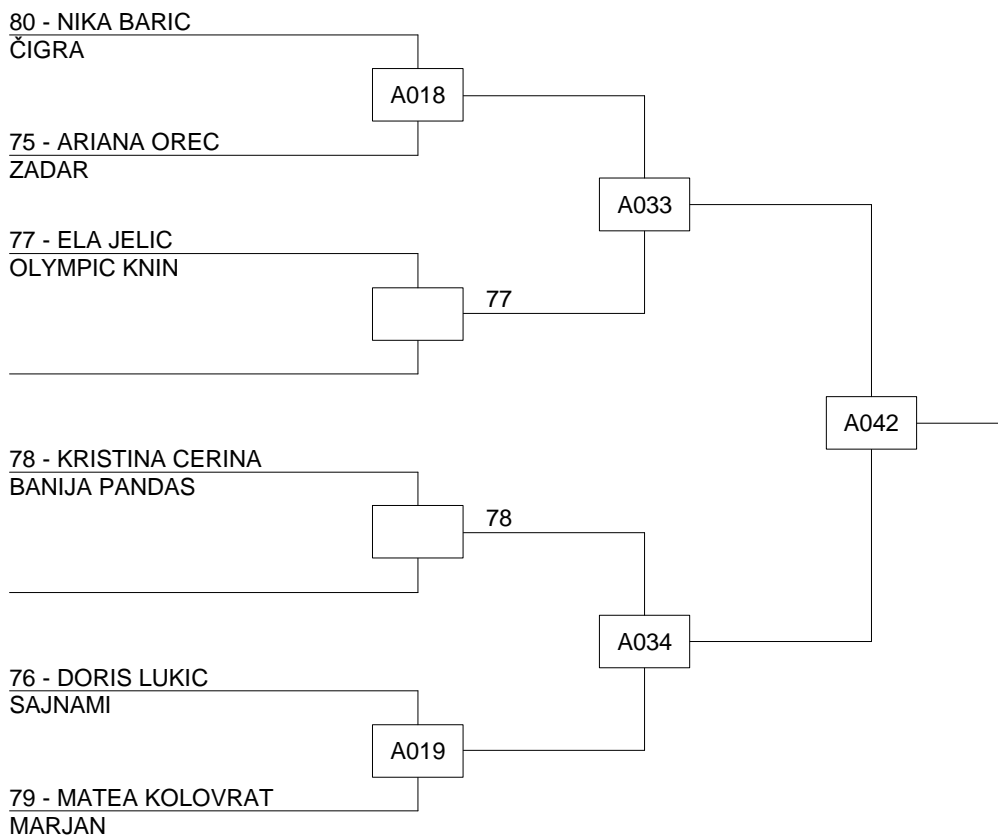 80 - NIKA BARIC
ČIGRA
A018
75 - ARIANA OREC
ZADAR
A033
77 - ELA JELIC
OLYMPIC KNIN
77
A042
78 - KRISTINA CERINA
BANIJA PANDAS
78
A034
76 - DORIS LUKIC
SAJNAMI
A019
79 - MATEA KOLOVRAT
MARJAN